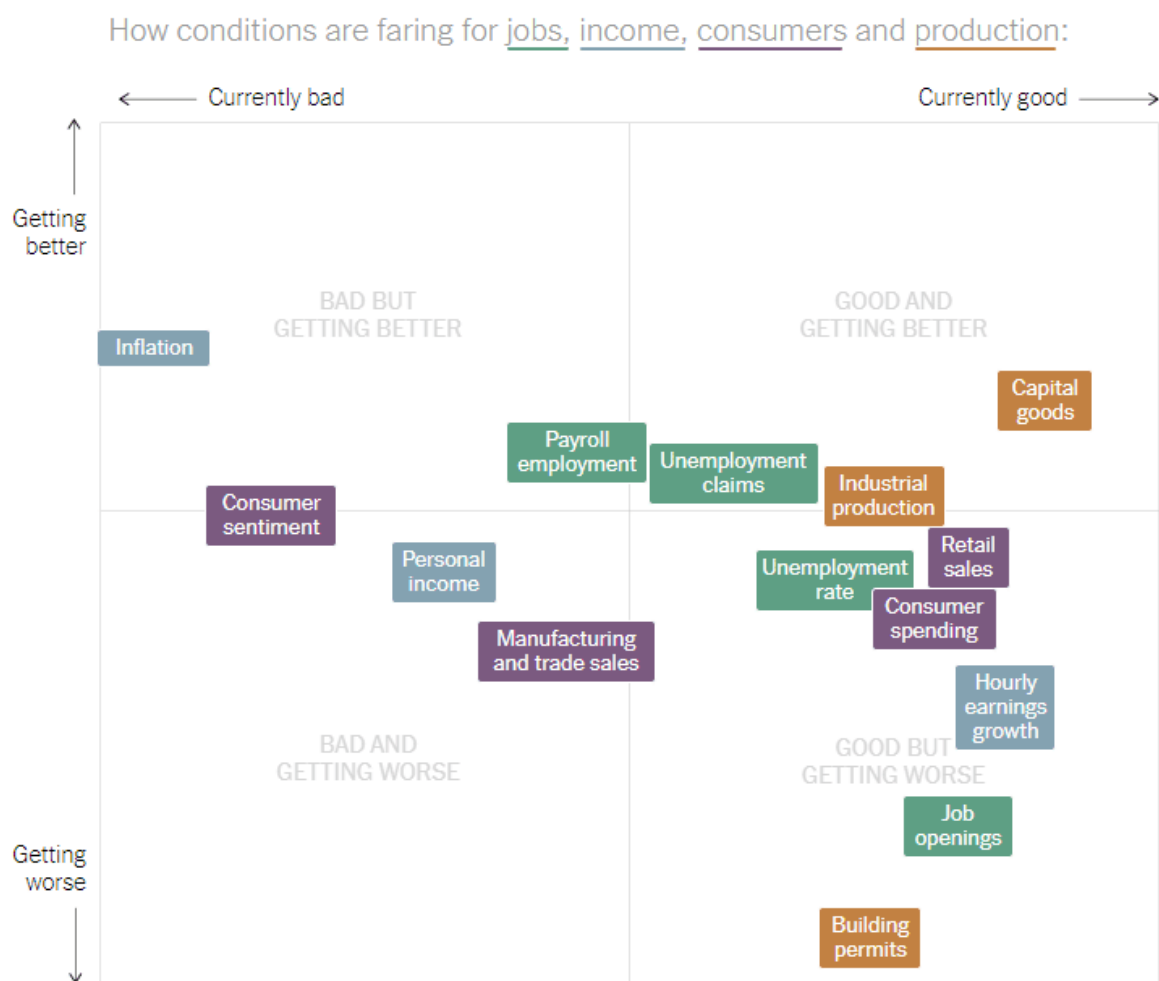 How conditions are faring for jobs, income, consumers and production:
Currently bad
Currently good
Getting
better
BAD BUT
GETTING BETTER
GOOD AND
GETTING BETTER
Inflation
Capital
goods
Payroll
employment
Unemployment
claims
Industrial
production
Consumer
sentiment
Personal
income
Retail
sales
Unemployment
rate
Consumer
spending
Manufacturing
and trade sales
Hourly
earnings
growth
BAD AND
GETTING WORSE
GOOD BUT
GETTING WORSE
Job
openings
Getting
worse
Building
permits